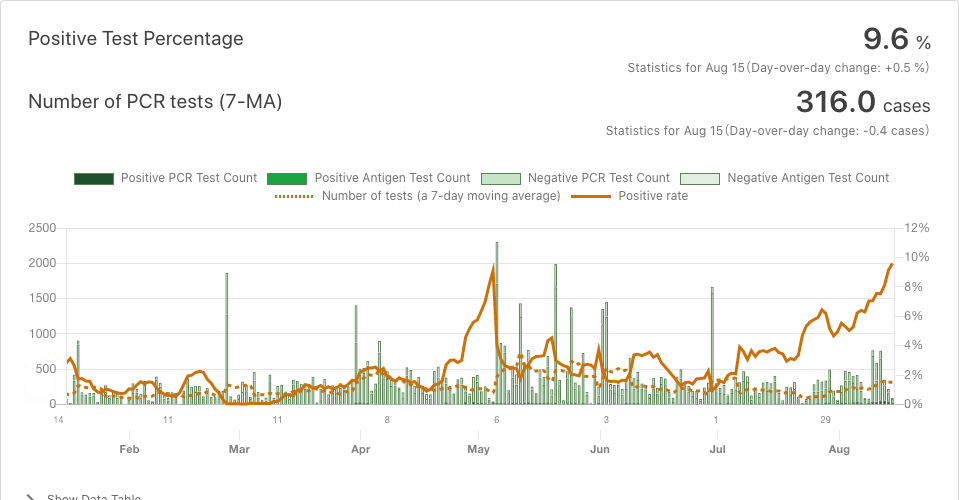 Positive Test Percentage
9.6 %
Statistics for Aug 15(Day-over-day change: +0.5 %)
Number of PCR tests (7-MA)
316.0 cases
Statistics for Aug 15(Day-over-day change: -0.4 cases)
Positive PCR Test Count Positive Antigen Test Count Negative PCR Test Count Negative Antigen Test Count
Number of tests (a 7-day moving average) Positive rate
2500 12%
2000 10%
1500 8%
1000 6%
500 4%
0 2%
0%
14 11 11 8 6 3 1 29
Feb Mar Apr May Jun Jul Aug
Show Data Table